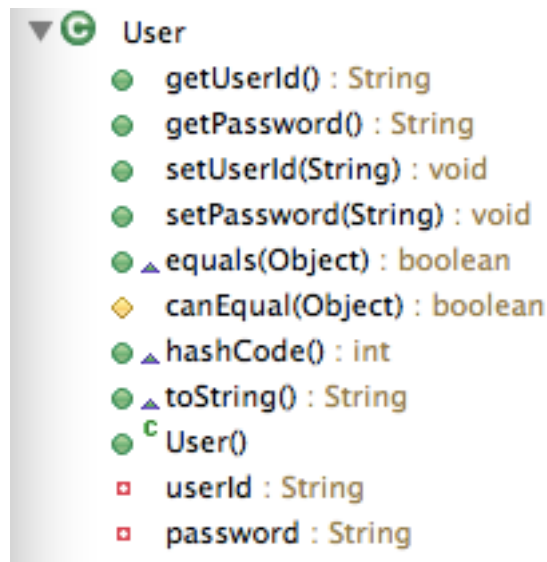 C User
getUserId() : String
getPassword() : String
setUserId(String) : void
setPassword(String) : void
equals(Object) : boolean
canEqual(Object) : boolean
hashCode() : int
toString() : String
C User()
userId : String
password : String